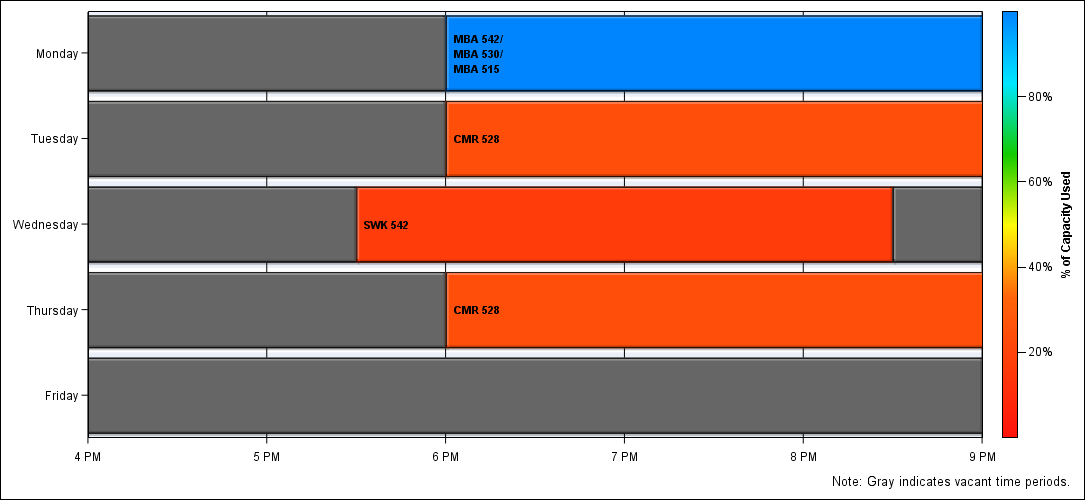 Monday
MBA 542/
MBA 530/
MBA 515
Tuesday
CMR 528
Wednesday
SWK 542
Thursday
CMR 528
Friday
4 PM
5 PM
6 PM
7 PM
8 PM
9 PM
80%
60%
40%
20%
% of Capacity Used
Note: Gray indicates vacant time periods.